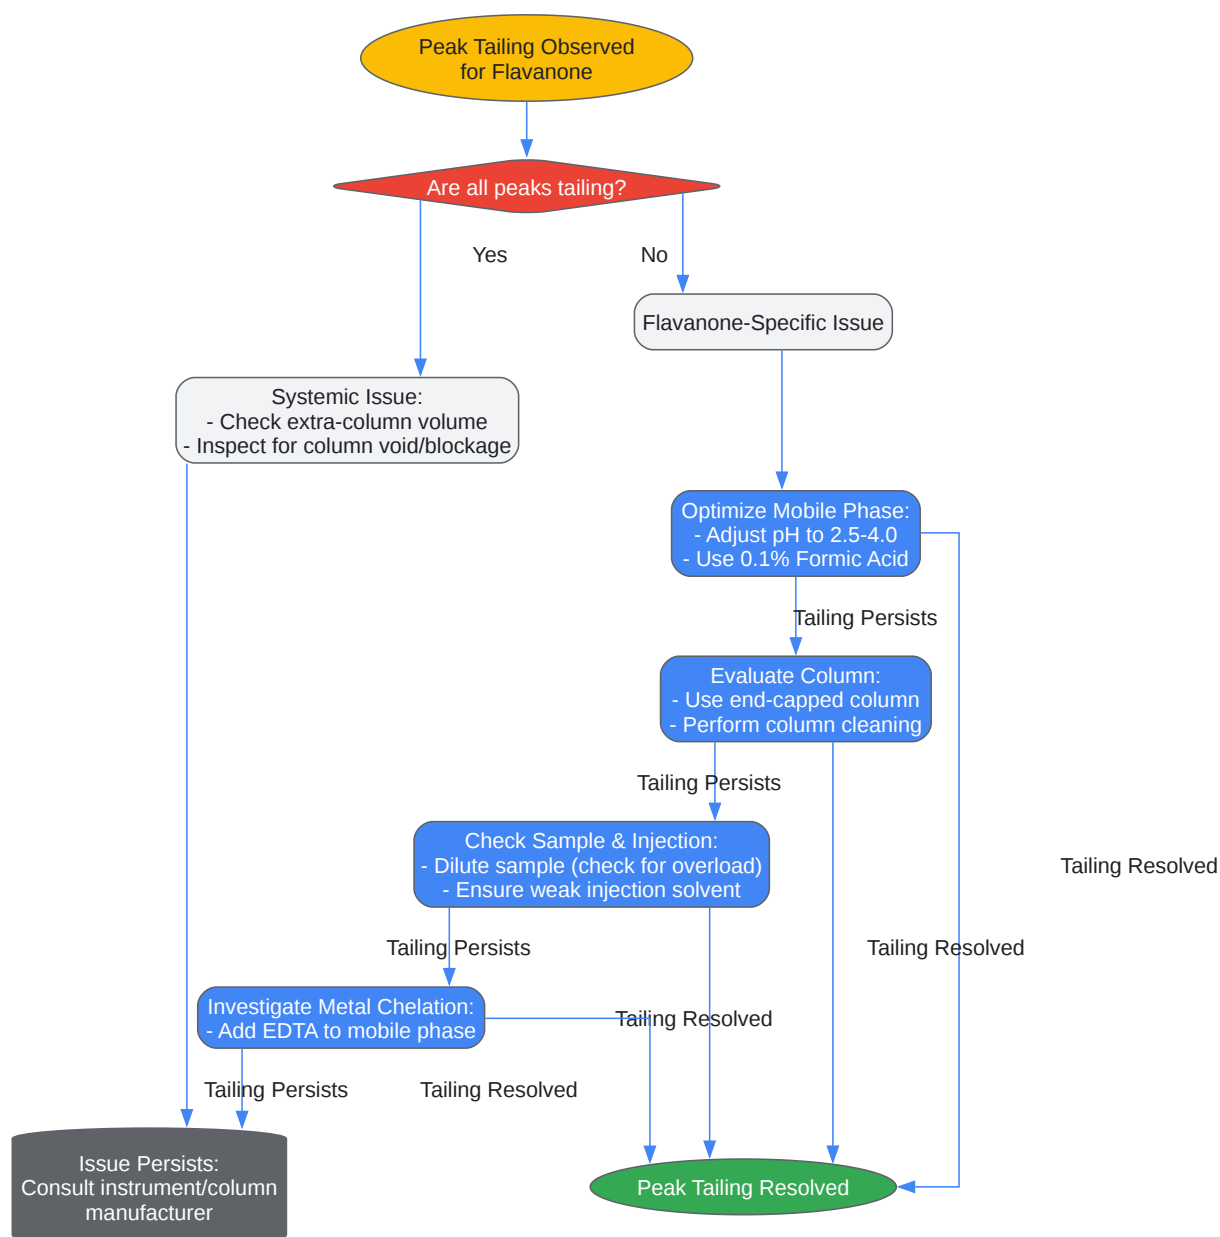 Peak Tailing Observed
for Flavanone
Are all peaks tailing?
Yes
No
Flavanone-Specific Issue
Systemic Issue:
- Check extra-column volume
- Inspect for column void/blockage
Optimize Mobile Phase:
- Adjust pH to 2.5-4.0
- Use 0.1% Formic Acid
Tailing Persists
Evaluate Column:
- Use end-capped column
- Perform column cleaning
Tailing Persists
Check Sample & Injection:
- Dilute sample (check for overload)
- Ensure weak injection solvent
Tailing Resolved
Tailing Persists
Tailing Resolved
Investigate Metal Chelation:
- Add EDTA to mobile phase
Tailing Resolved
Tailing Persists
Tailing Resolved
Issue Persists:
Consult instrument/column
manufacturer
Peak Tailing Resolved